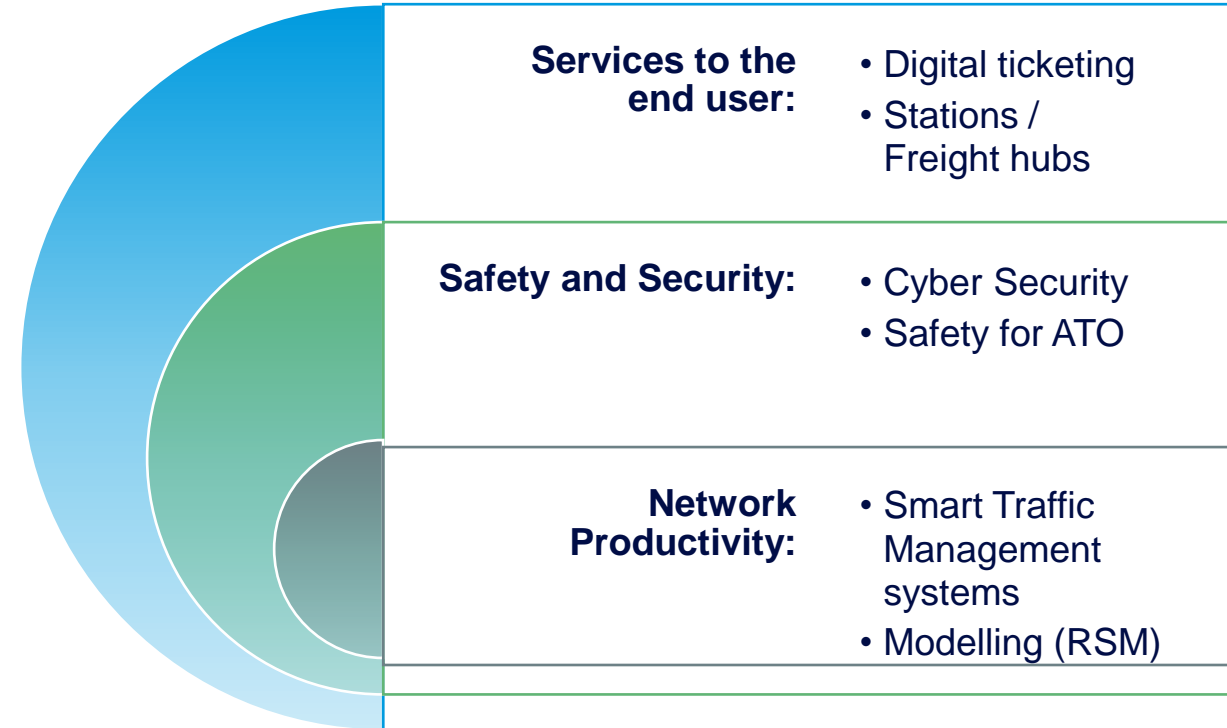 Services to the
end user:
• Digital ticketing
• Stations /
Freight hubs
Safety and Security:
• Cyber Security
• Safety for ATO
Network
Productivity:
• Smart Traffic
Management
systems
• Modelling (RSM)